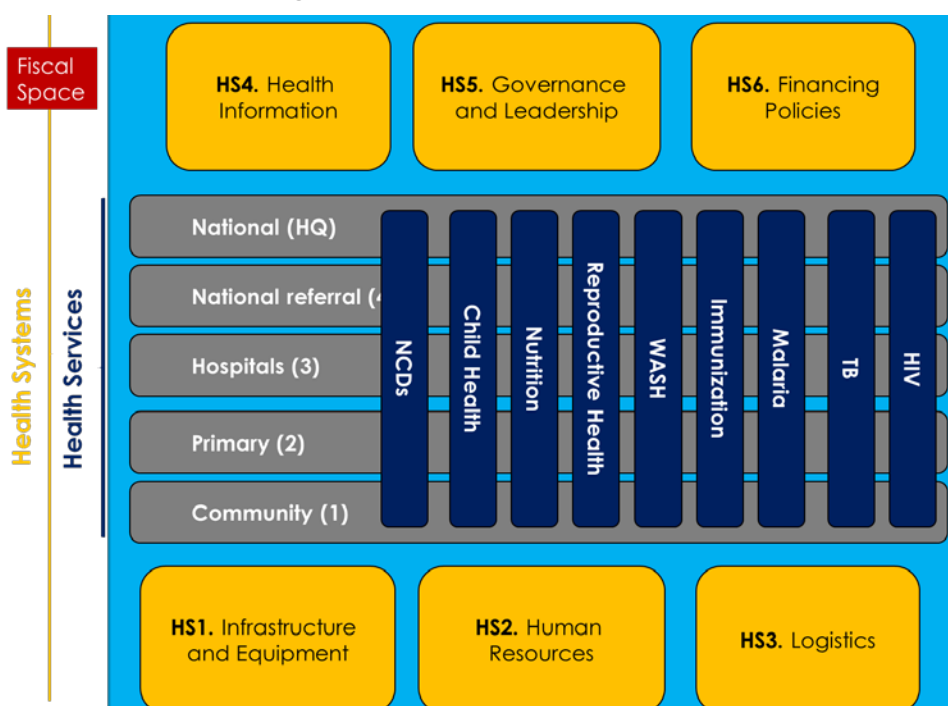 Fiscal
Space
HS4. Health
Information
HS5. Governance
and Leadership
HS6. Financing
Policies
Health Systems
Health Services
National (HQ)
National referral (4
Hospitals (3)
Primary (2)
Community (1)
NCDs
Child Health
Nutrition
Reproductive Health
WASH
Immunization
Malaria
TB
HIV
HS1. Infrastructure
and Equipment
HS2. Human
Resources
HS3. Logistics